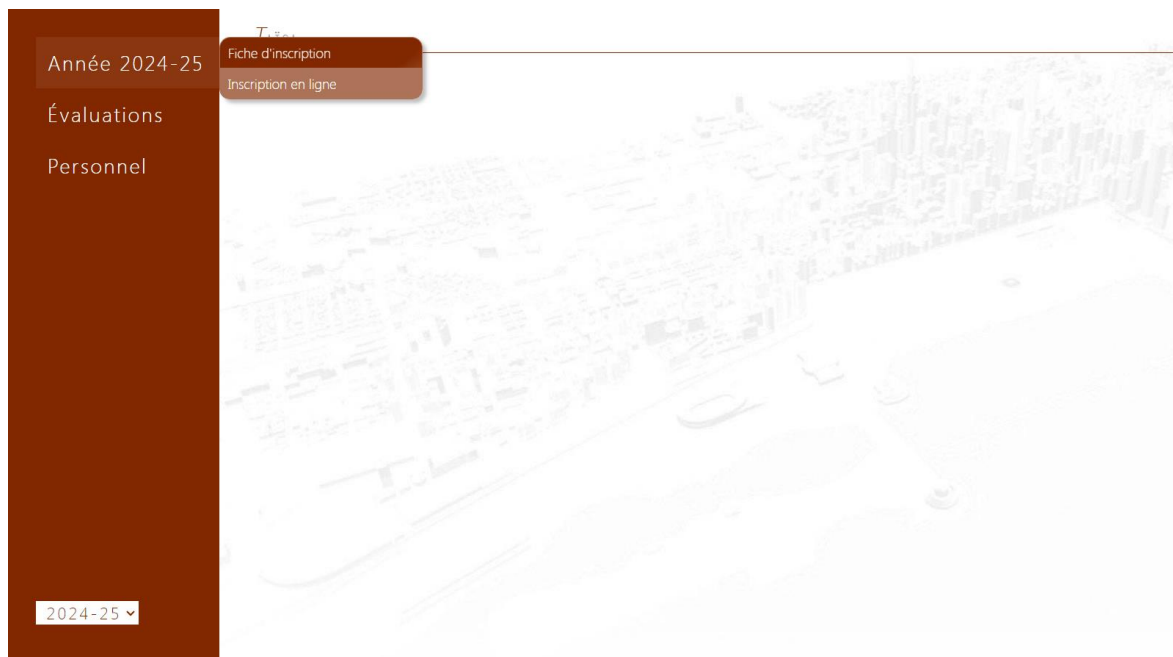 Année 2024-25
Fiche d'inscription
Inscription en ligne
Évaluations
Personnel
2024-25